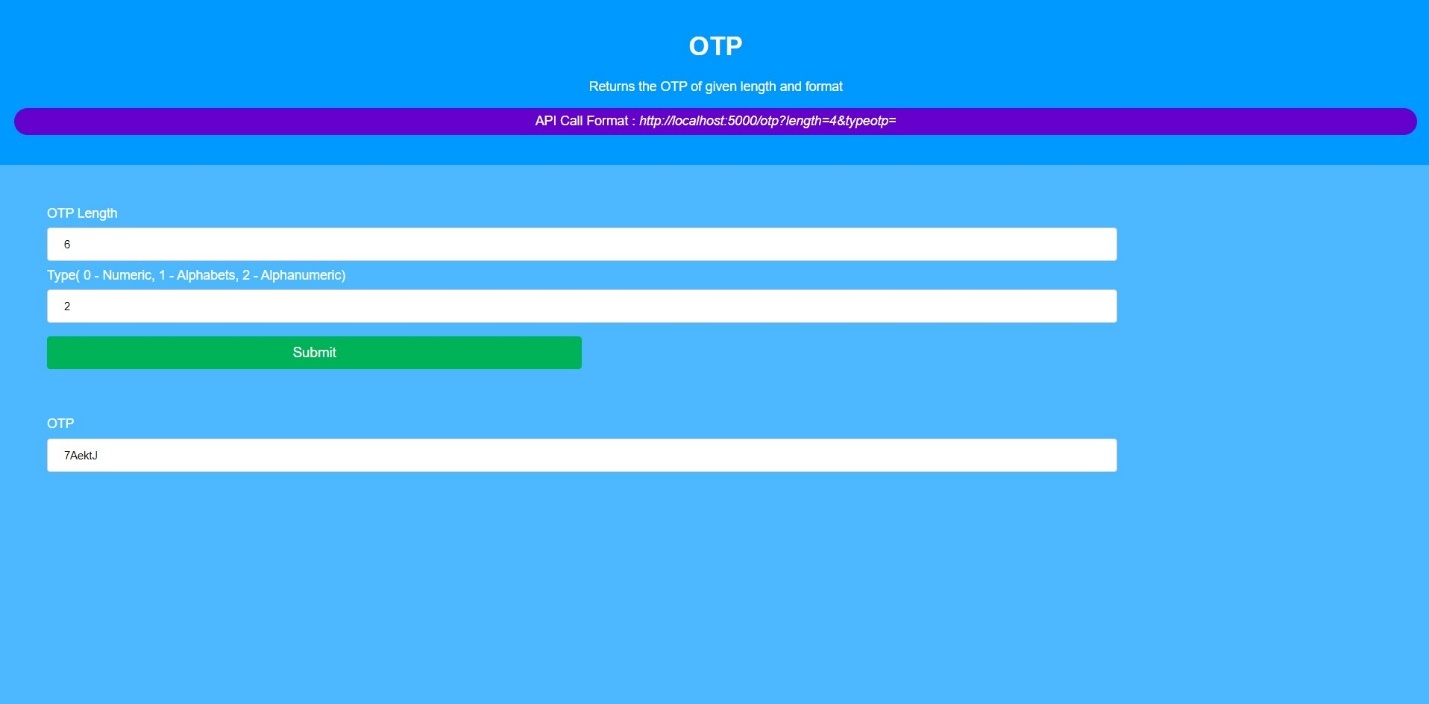 OTP
Returns the OTP of given length and format
API Call Format : http://localhost:5000/otp?length=4&typeotp=
OTP Length
6
Type( 0 - Numeric, 1 - Alphabets, 2 - Alphanumeric)
2
Submit
OTP
7AektJ